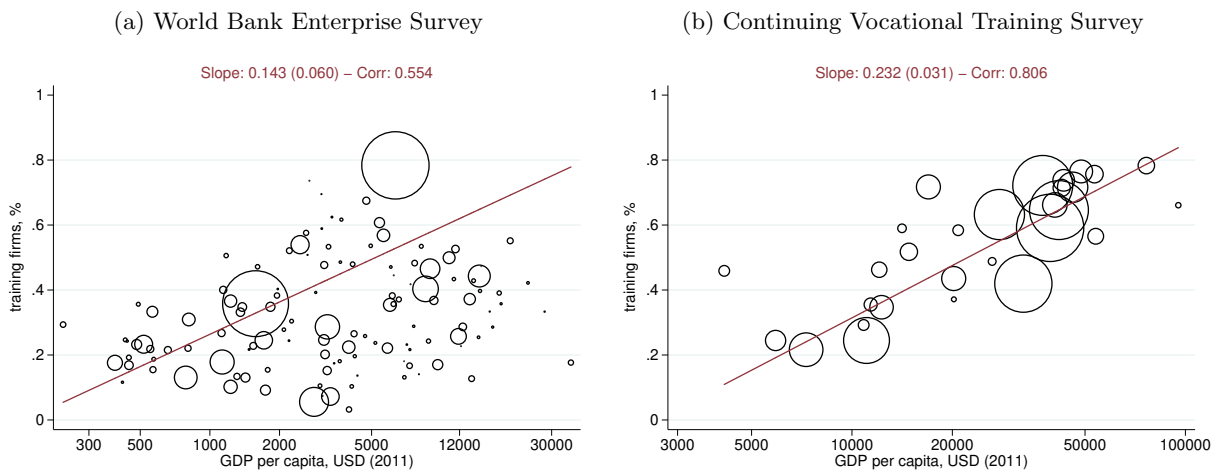 (a) World Bank Enterprise Survey
Slope: 0.143 (0.060) – Corr: 0.554
training firms, %
1
.8
.6
.4
.2
0
300 500 1000 2000 5000 12000 30000
GDP per capita, USD (2011)
(b) Continuing Vocational Training Survey
Slope: 0.232 (0.031) – Corr: 0.806
training firms, %
1
.8
.6
.4
.2
0
3000 5000 10000 20000 50000 100000
GDP per capita, USD (2011)